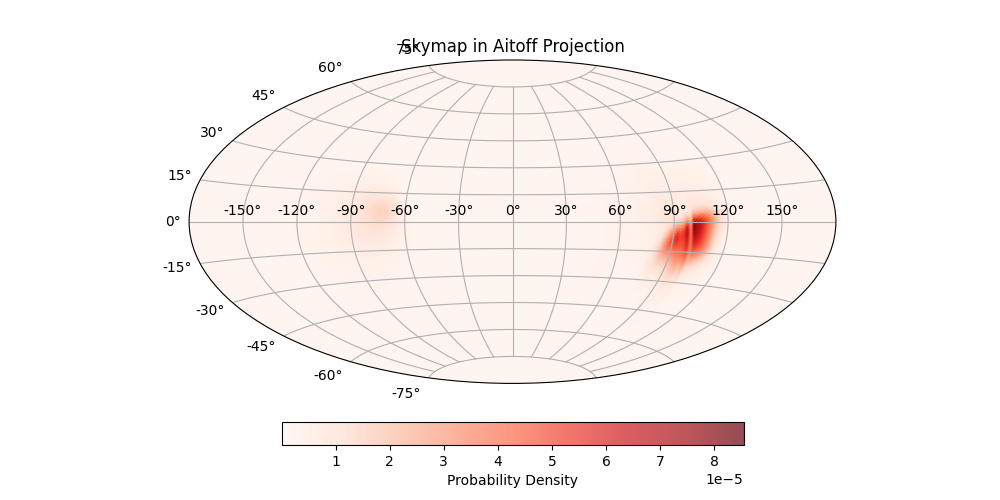 Skymap in Aitoff Projection
75°
60°
45°
30°
15°
0°
-15°
-30°
-45°
-60°
-75°
-150° -120° -90° -60° -30° 0° 30° 60° 90° 120° 150°
1 2 3 4 5 6 7 8
1e−5
Probability Density